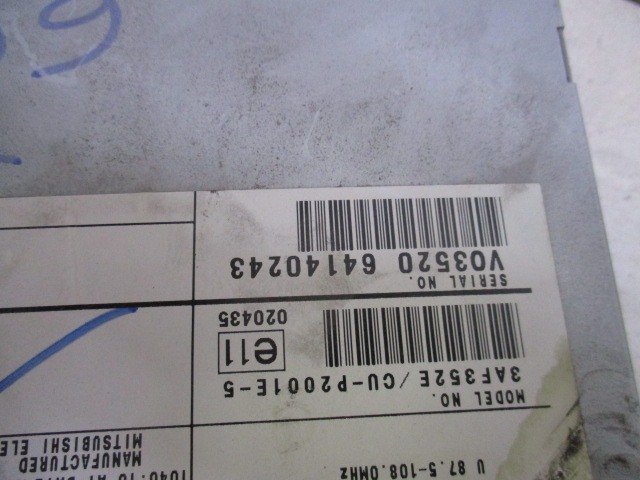 U 87.5-108.0MHz
MANUFACTURED
MITSUBISHI ELE
MODEL NO.
3AF352E/CU-P2001E-5
e11
020435
SERIAL NO.
V03520 64140243